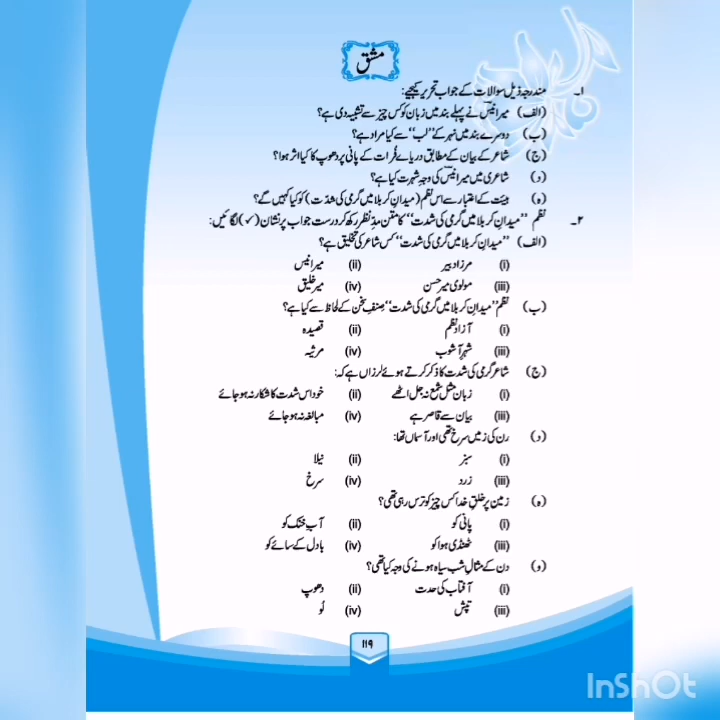 مشق
۱۔ مندرجہ ذیل سوالات کے جواب تحریر کیجیے:
(الف) میر انیسؔ نے پہلے بند میں زبان کو کس چیز سے تشبیہ دی ہے؟
(ب) دوسرے بند میں نہر کے "لب" سے کیا مراد ہے؟
(ج) شاعر کے بیان کے مطابق دریائے فُرات کے پانی پر دھوپ کا کیا اثر ہوا؟
(د) شاعری میں میر انیسؔ کی وجہِ شہرت کیا ہے؟
(ہ) ہیئت کے اعتبار سے اس نظم (میدانِ کربلا میں گرمی کی شدّت) کو کیا کہیں گے؟
۲۔ نظم "میدانِ کربلا میں گرمی کی شدت" کا متن مدِّ نظر رکھ کر درست جواب پر نشان (✓) لگائیں:
(الف) "میدانِ کربلا میں گرمی کی شدت" کس شاعر کی تخلیق ہے؟
(i) مرزا دبیر (ii) میر انیس
(iii) مولوی میر حسن (iv) میر خلیق
(ب) نظم "میدانِ کربلا میں گرمی کی شدت" صنفِ سخن کے لحاظ سے کیا ہے؟
(i) آزاد نظم (ii) قصیدہ
(iii) شہرِ آشوب (iv) مرثیہ
(ج) شاعر گرمی کی شدت کا ذکر کرتے ہوئے لرزاں ہے کہ:
(i) زبان مثلِ شمع نہ جل اٹھے (ii) خود اس شدت کا شکار نہ ہو جائے
(iii) بیان سے قاصر ہے (iv) مبالغہ نہ ہو جائے
(د) رن کی زمیں سرخ تھی اور آسماں تھا:
(i) سبز (ii) نیلا
(iii) زرد (iv) سرخ
(ہ) زمین پر خلقِ خدا کس چیز کو ترس رہی تھی؟
(i) پانی کو (ii) آبِ خنک کو
(iii) ٹھنڈی ہوا کو (iv) بادل کے سائے کو
(و) دن کے مثالِ شب سیاہ ہونے کی وجہ کیا تھی؟
(i) آفتاب کی حدت (ii) دھوپ
(iii) تپش (iv) لُو
۱۱۹
InShOt